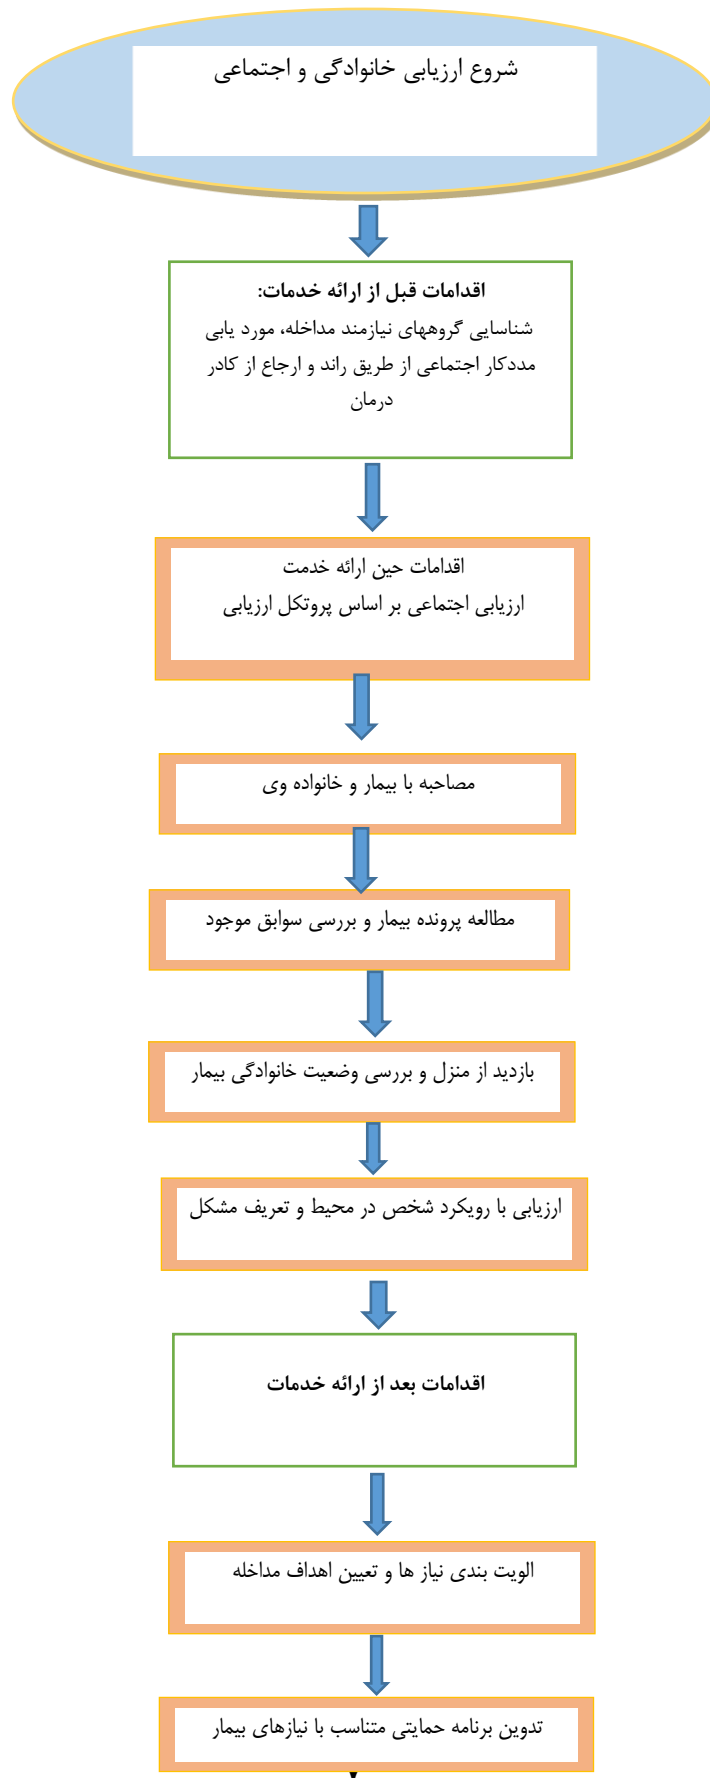 شروع ارزیابی خانوادگی و اجتماعی
اقدامات قبل از ارائه خدمات:
شناسایی گروههای نیازمند مداخله، مورد یابی
مددکار اجتماعی از طریق راند و ارجاع از کادر
درمان
اقدامات حین ارائه خدمت
ارزیابی اجتماعی بر اساس پروتکل ارزیابی
مصاحبه با بیمار و خانواده وی
مطالعه پرونده بیمار و بررسی سوابق موجود
بازدید از منزل و بررسی وضعیت خانوادگی بیمار
ارزیابی با رویکرد شخص در محیط و تعریف مشکل
اقدامات بعد از ارائه خدمات
الویت بندی نیاز ها و تعیین اهداف مداخله
تدوین برنامه حمایتی متناسب با نیازهای بیمار